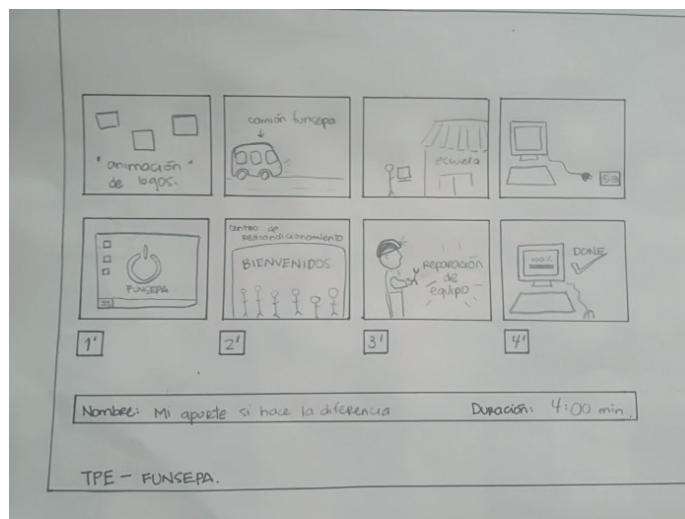 "animación"
de logos.
camión funsepa
escuela
FUNSEPA
centro de
reacondicionamiento
BIENVENIDOS
Reparación
de
equipo
100%
DONE
1'
2'
3'
4'
Nombre: Mi aporte si hace la diferencia
Duración: 4:00 min.
TPE - FUNSEPA.